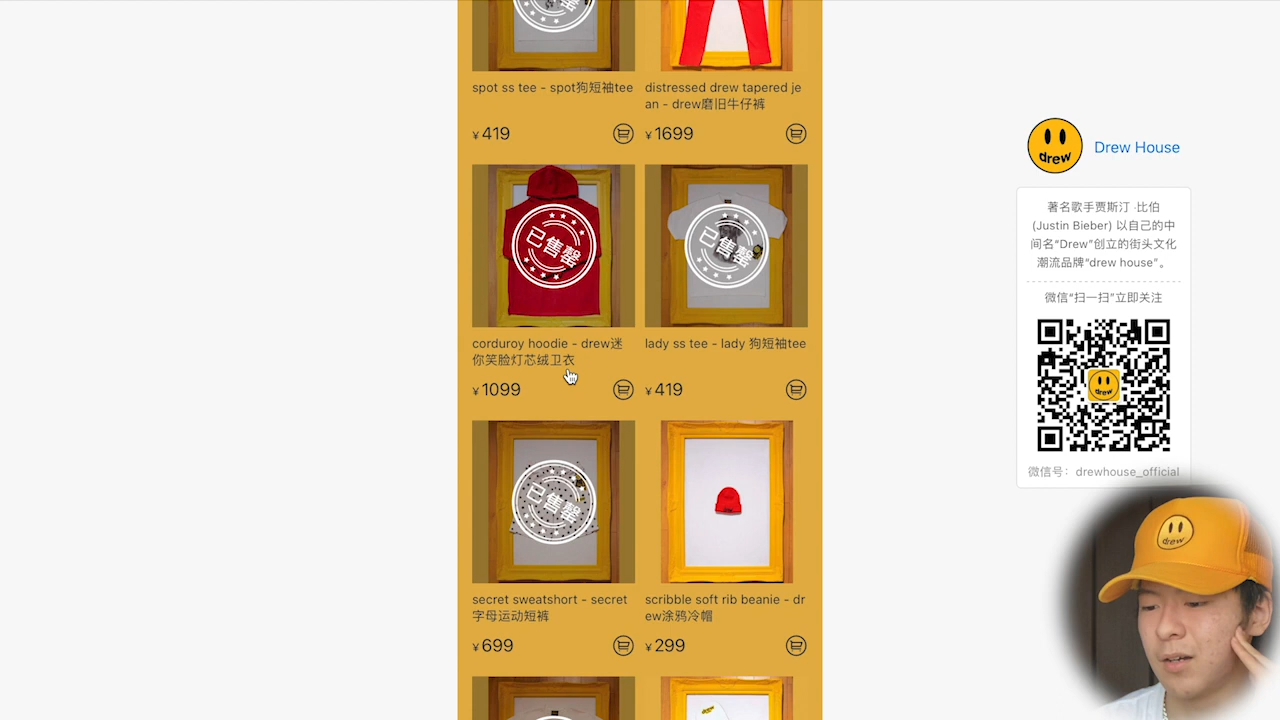 spot ss tee - spot狗短袖tee
¥419
distressed drew tapered je
an - drew磨旧牛仔裤
¥1699
已售罄
corduroy hoodie - drew迷
你笑脸灯芯绒卫衣
¥1099
已售罄
lady ss tee - lady 狗短袖tee
¥419
已售罄
secret sweatshort - secret
字母运动短裤
¥699
scribble soft rib beanie - dr
ew涂鸦冷帽
¥299
drew
Drew House
著名歌手贾斯汀 ·比伯
(Justin Bieber) 以自己的中
间名“Drew”创立的街头文化
潮流品牌“drew house”。
微信“扫一扫”立即关注
drew
微信号：drewhouse_official
drew